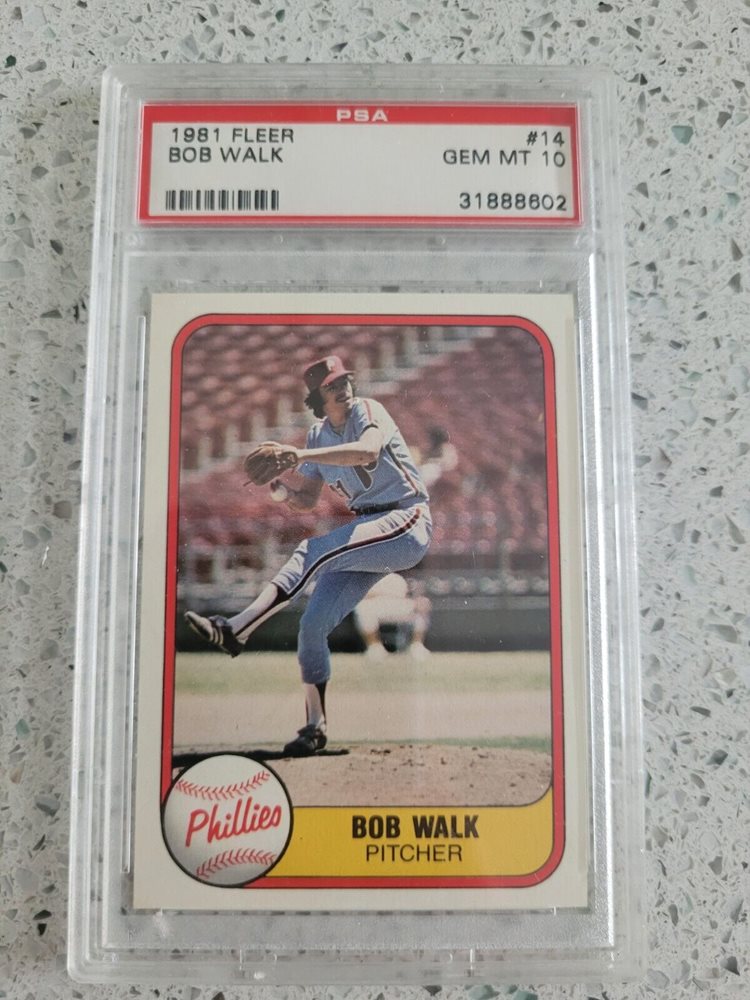 PSA
1981 FLEER #14
BOB WALK GEM MT 10
31888602
Phillies
BOB WALK
PITCHER